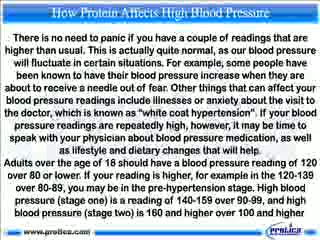 How Protein Affects High Blood Pressure
There is no need to panic if you have a couple of readings that are
higher than usual. This is actually quite normal, as our blood pressure
will fluctuate in certain situations. For example, some people have
been known to have their blood pressure increase when they are
about to receive a needle out of fear. Other things that can affect your
blood pressure readings include illnesses or anxiety about the visit to
the doctor, which is known as “white coat hypertension”. If your blood
pressure readings are repeatedly high, however, it may be time to
speak with your physician about blood pressure medication, as well
as lifestyle and dietary changes that will help.
Adults over the age of 18 should have a blood pressure reading of 120
over 80 or lower. If your reading is higher, for example in the 120-139
over 80-89, you may be in the pre-hypertension stage. High blood
pressure (stage one) is a reading of 140-159 over 90-99, and high
blood pressure (stage two) is 160 and higher over 100 and higher
www.profica.com